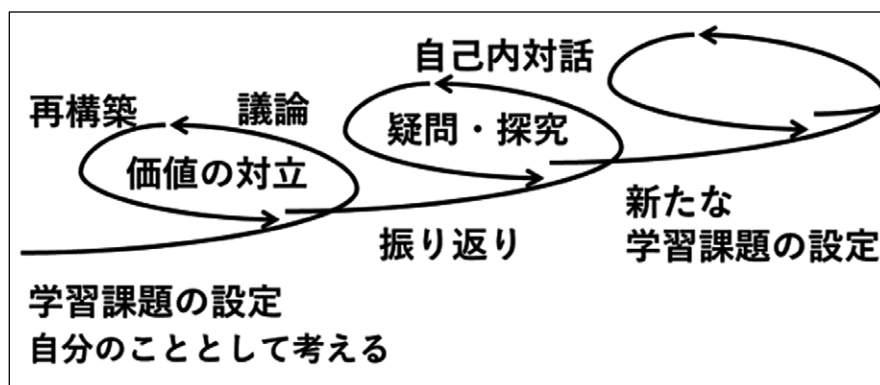 再構築
議論
価値の対立
学習課題の設定
自分のこととして考える
自己内対話
疑問・探究
振り返り
新たな
学習課題の設定